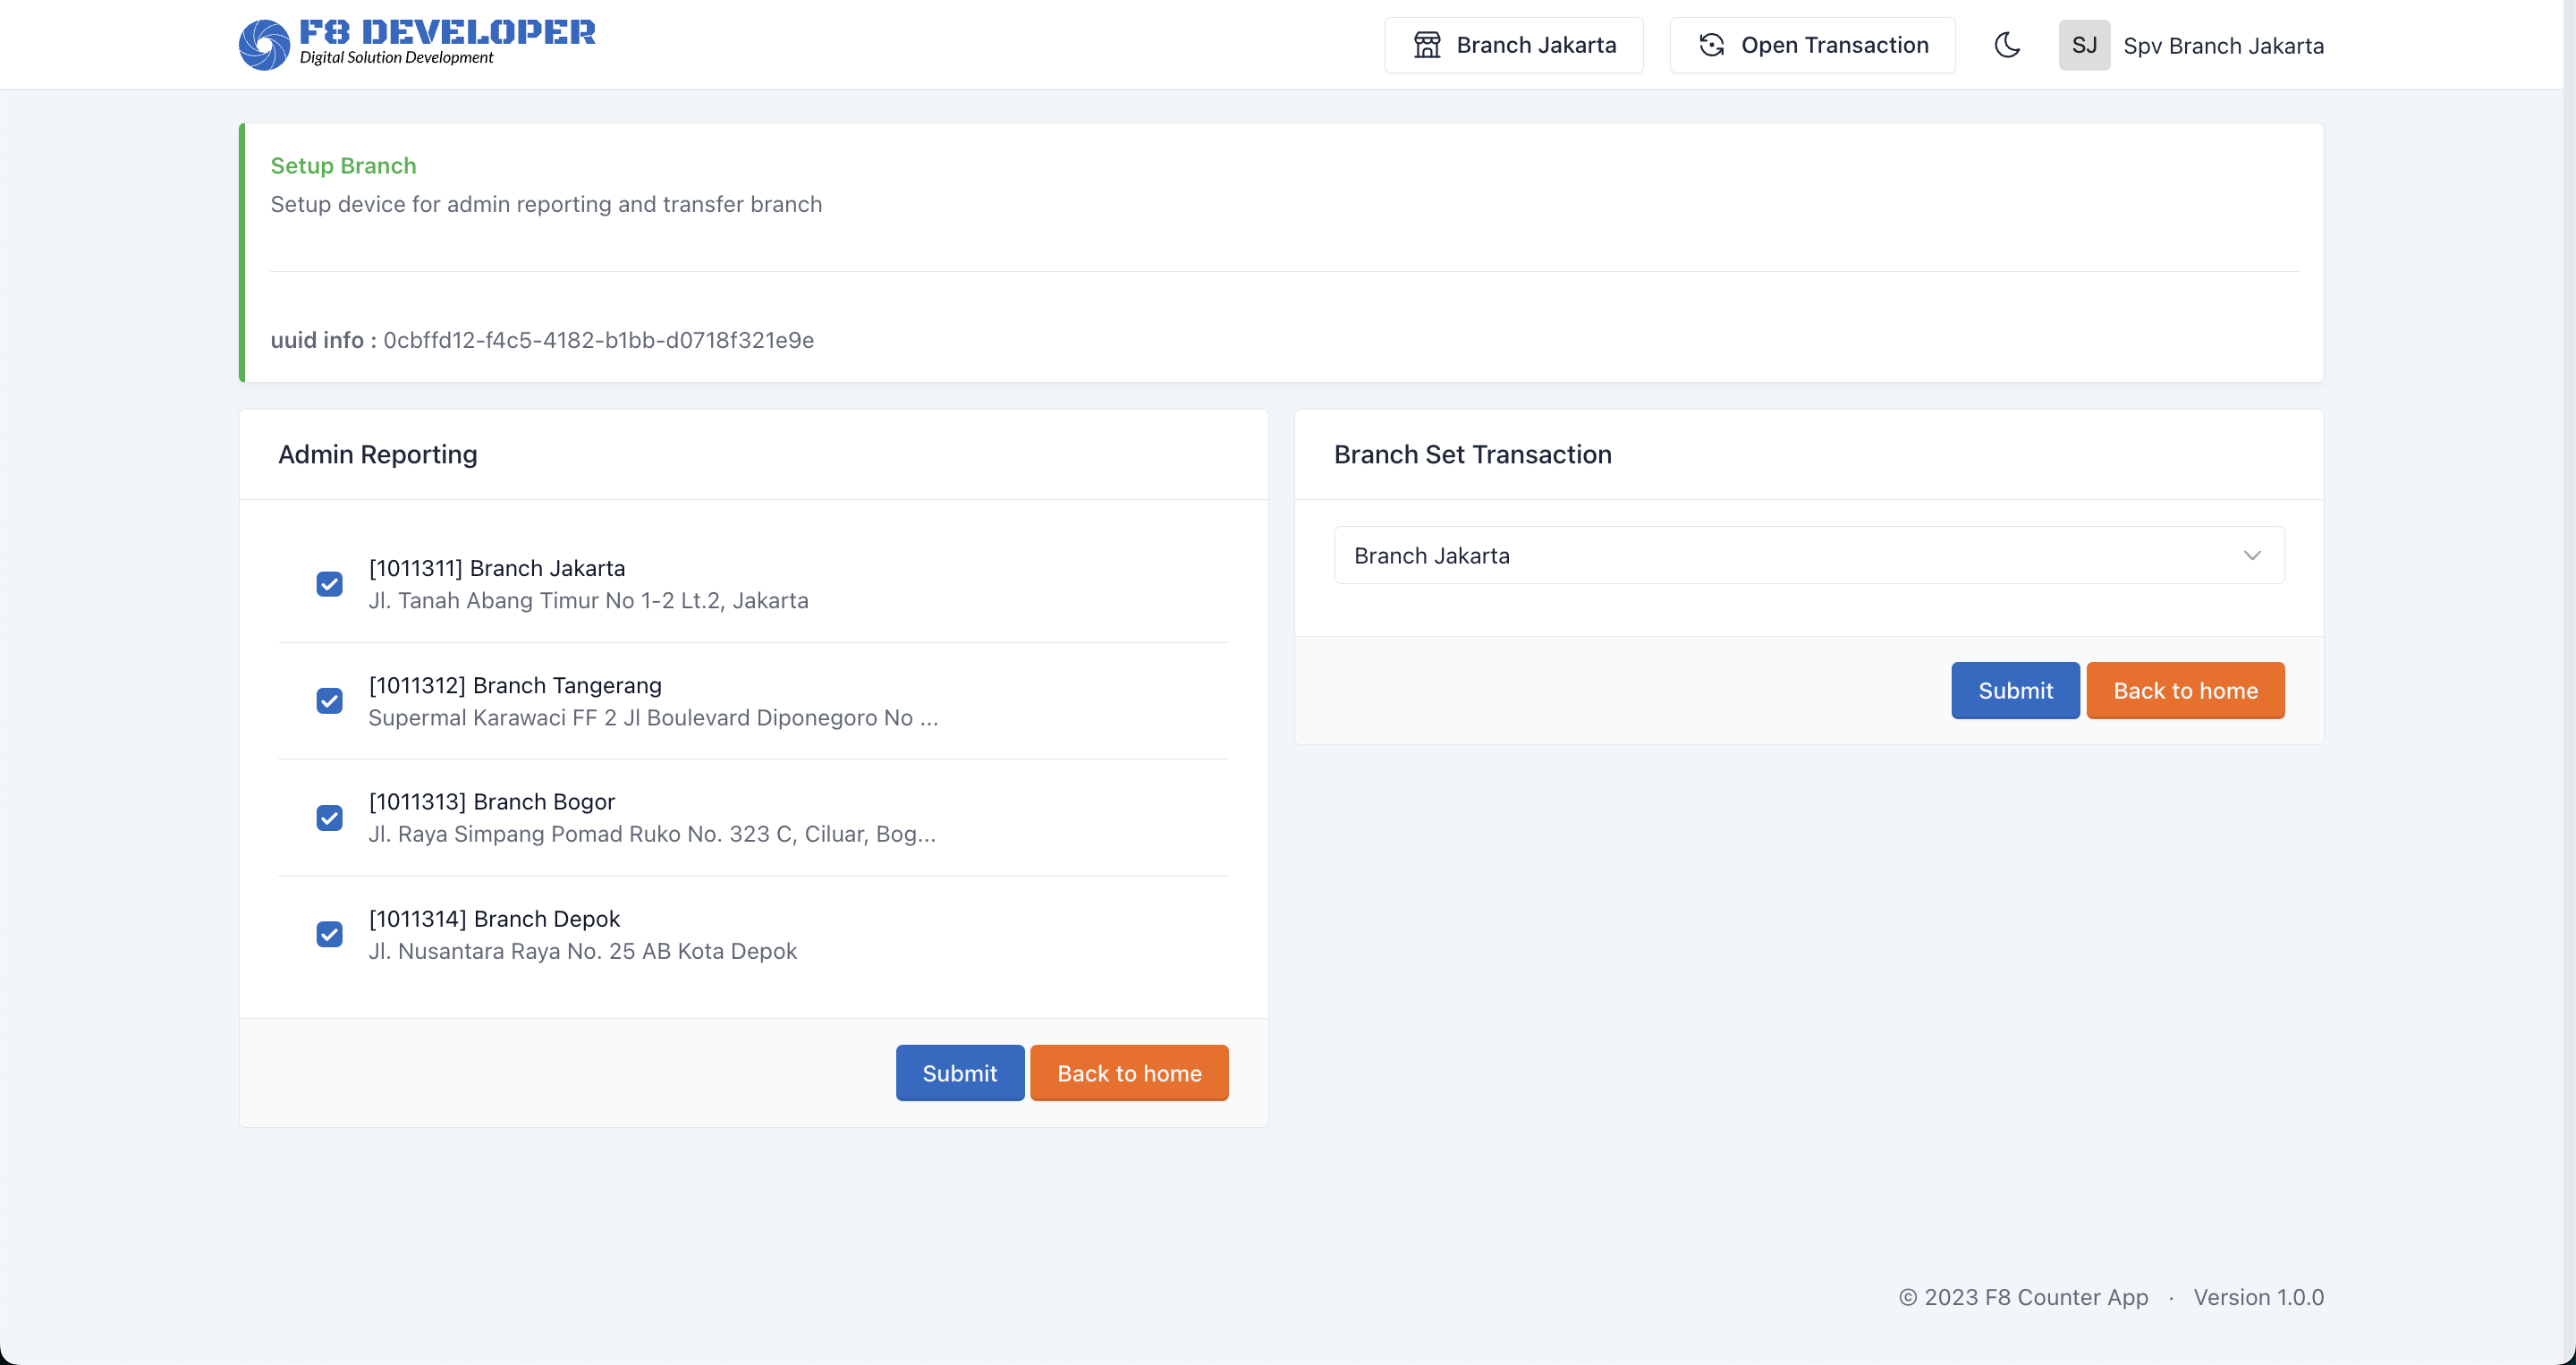 F8 DEVELOPER
Digital Solution Development
Branch Jakarta
Open Transaction
SJ
Spv Branch Jakarta
Setup Branch
Setup device for admin reporting and transfer branch
uuid info : 0cbffd12-f4c5-4182-b1bb-d0718f321e9e
Admin Reporting
[1011311] Branch Jakarta
Jl. Tanah Abang Timur No 1-2 Lt.2, Jakarta
[1011312] Branch Tangerang
Supermal Karawaci FF 2 Jl Boulevard Diponegoro No ...
[1011313] Branch Bogor
Jl. Raya Simpang Pomad Ruko No. 323 C, Ciluar, Bog...
[1011314] Branch Depok
Jl. Nusantara Raya No. 25 AB Kota Depok
Submit
Back to home
Branch Set Transaction
Branch Jakarta
Submit
Back to home
© 2023 F8 Counter App · Version 1.0.0